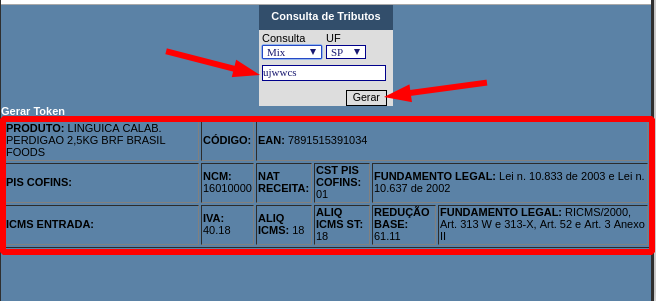 Consulta de Tributos
Consulta UF
Mix SP
ujwwcs
Gerar
Gerar Token
PRODUTO: LINGUICA CALAB.
PERDIGAO 2,5KG BRF BRASIL
FOODS
CÓDIGO:
EAN: 7891515391034
PIS COFINS:
NCM:
16010000
NAT
RECEITA:
CST PIS
COFINS:
01
FUNDAMENTO LEGAL: Lei n. 10.833 de 2003 e Lei n.
10.637 de 2002
ICMS ENTRADA:
IVA:
40.18
ALIQ
ICMS: 18
ALIQ
ICMS ST:
18
REDUÇÃO
BASE:
61.11
FUNDAMENTO LEGAL: RICMS/2000,
Art. 313 W e 313-X, Art. 52 e Art. 3 Anexo
II